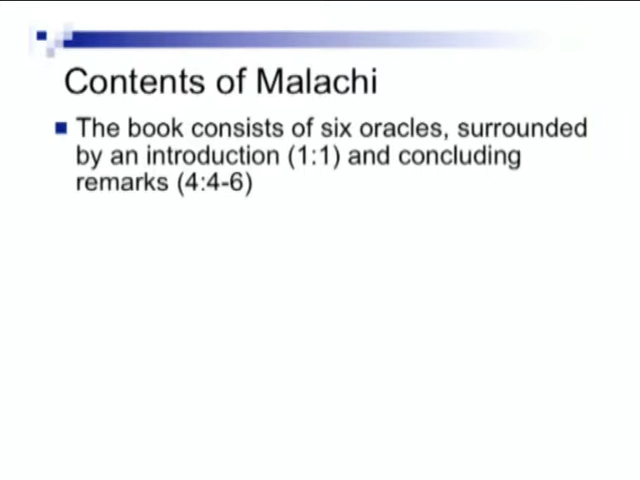 Contents of Malachi
The book consists of six oracles, surrounded
by an introduction (1:1) and concluding
remarks (4:4-6)